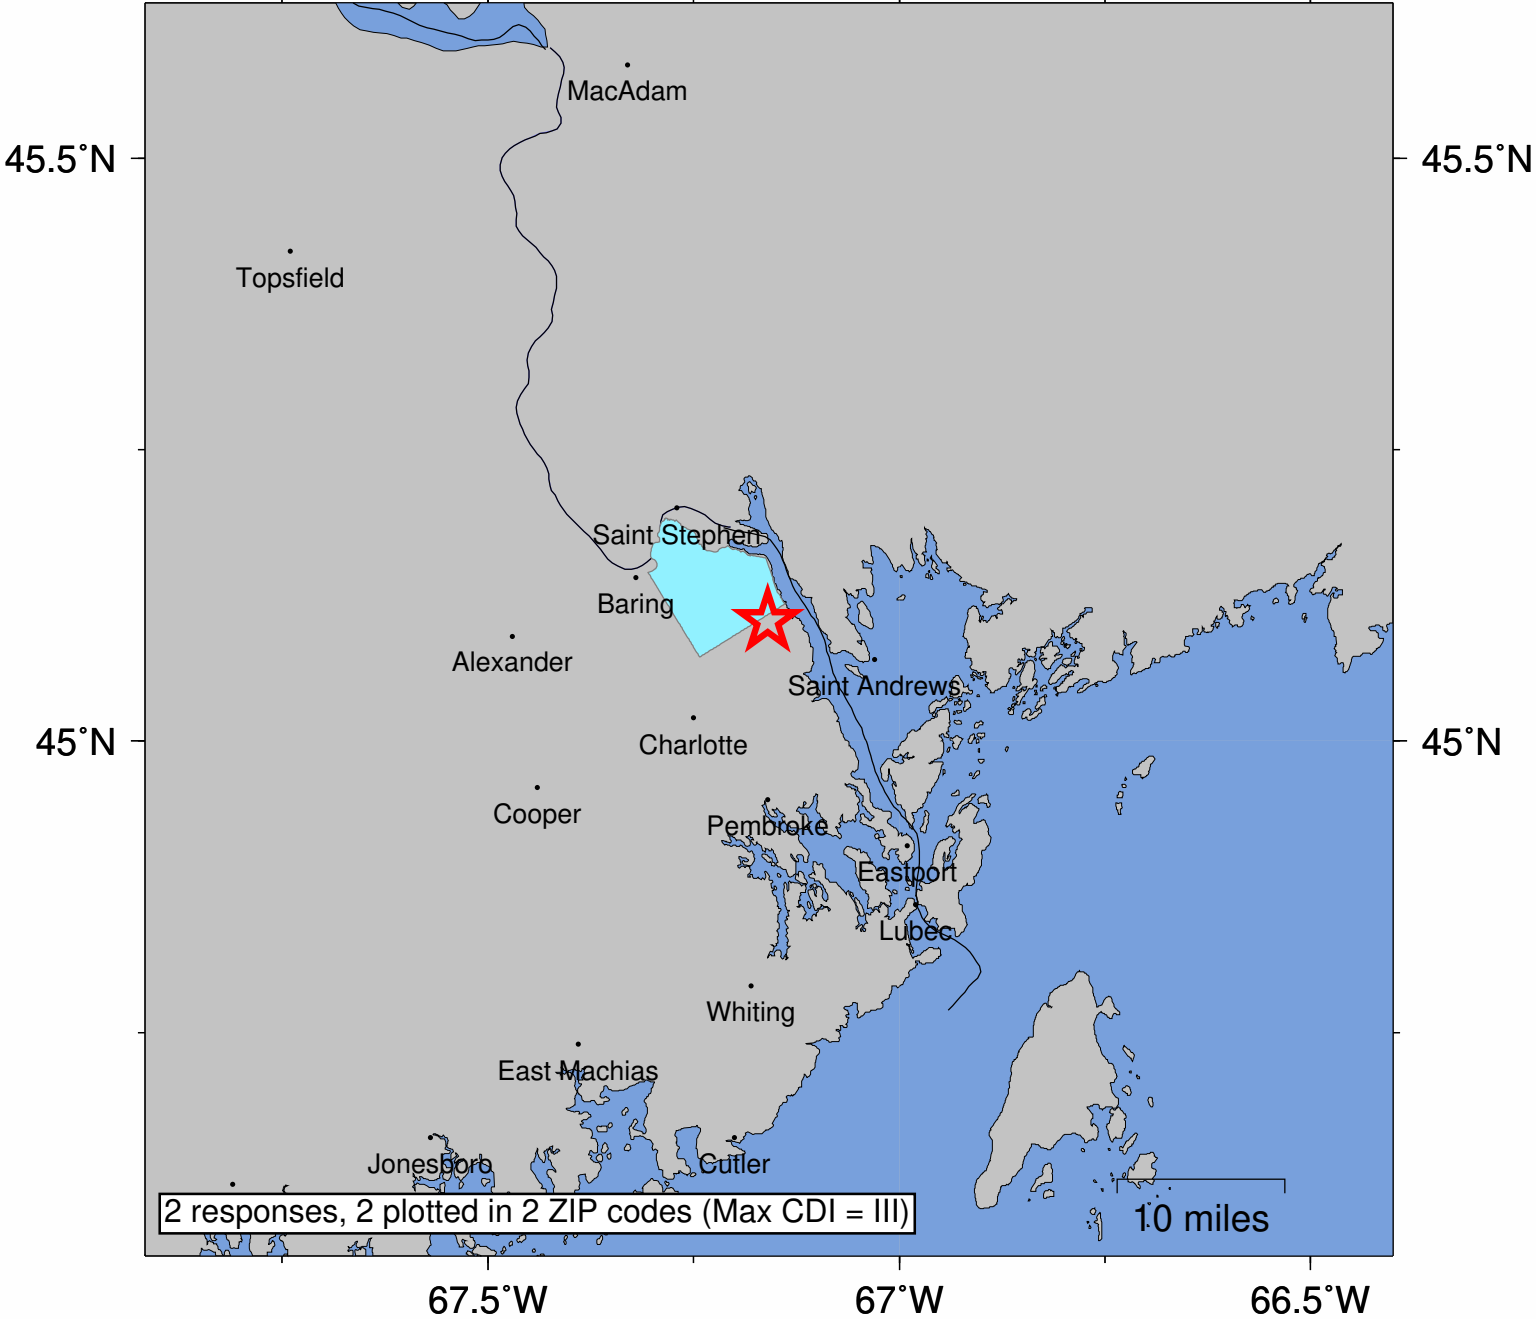 MacAdam
45.5°N
45.5°N
Topsfield
Saint Stephen
Baring
Alexander
Saint Andrews
45°N
Charlotte
45°N
Cooper
Pembroke
Eastport
Lubec
Whiting
East Machias
Jonesboro
Cutler
2 responses, 2 plotted in 2 ZIP codes (Max CDI = III)
10 miles
67.5°W
67°W
66.5°W